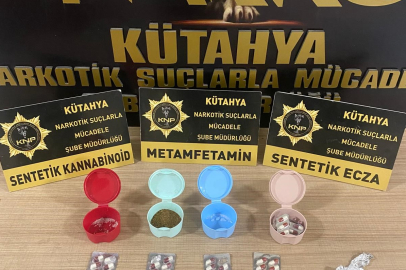 KÜTAHYA
NARKOTİK SUÇLARLA MÜCADELE
KÜTAHYA
NARKOTİK SUÇLARLA
MÜCADELE
ŞUBE MÜDÜRLÜĞÜ
KNP
SENTETİK KANNABİNOİD
KÜTAHYA
NARKOTİK SUÇLARLA
MÜCADELE
ŞUBE MÜDÜRLÜĞÜ
KNP
METAMFETAMİN
KÜTAHYA
NARKOTİK SUÇLARLA
MÜCADELE
ŞUBE MÜDÜRLÜĞÜ
KNP
SENTETİK ECZA